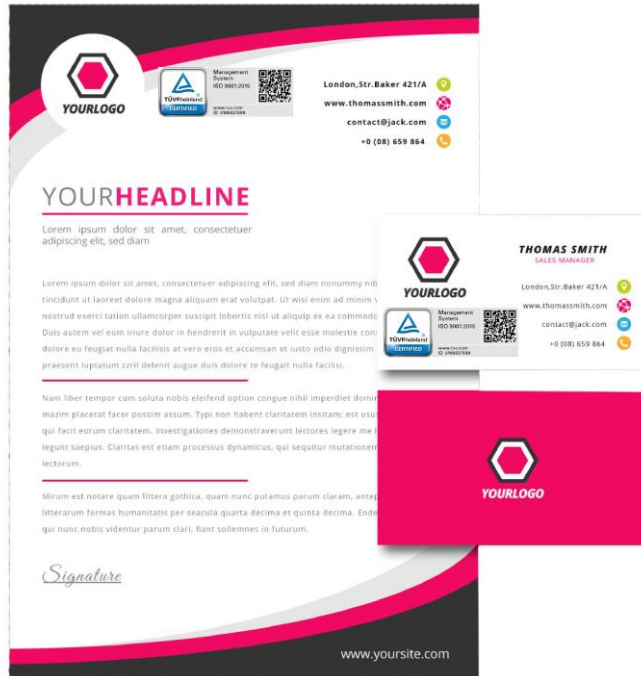 YOURLOGO
TÜVRheinland
CERTIFIED
Management
System
ISO 9001:2015
www.tuv.com
London,Str.Baker 421/A
www.thomassmith.com
contact@jack.com
+0 (08) 659 864
YOURHEADLINE
Lorem ipsum dolor sit amet, consectetuer
adipiscing elit, sed diam
Lorem ipsum dolor sit amet, consectetuer adipiscing elit, sed diam nonummy nib
tincidunt ut laoreet dolore magna aliquam erat volutpat. Ut wisi enim ad minim v
nostrud exerci tation ullamcorper suscipit lobortis nisl ut aliquip ex ea commodo
Duis autem vel eum iriure dolor in hendrerit in vulputate velit esse molestie cons
dolore eu feugiat nulla facilisis at vero eros et accumsan et iusto odio dignissim
praesent luptatum zzril delenit augue duis dolore te feugait nulla facilisi.
Nam liber tempor cum soluta nobis eleifend option congue nihil imperdiet domin
mazim placerat facer possim assum. Typi non habent claritatem insitam; est usus
qui facit eorum claritatem. Investigationes demonstraverunt lectores legere me l
legunt saepius. Claritas est etiam processus dynamicus, qui sequitur mutationem
lectorum.
Mirum est notare quam littera gothica, quam nunc putamus parum claram, antep
litterarum formas humanitatis per seacula quarta decima et quinta decima. Eode
qui nunc nobis videntur parum clari, fiant sollemnes in futurum.
Signature
www.yoursite.com
YOURLOGO
TÜVRheinland
CERTIFIED
Management
System
ISO 9001:2015
www.tuv.com
THOMAS SMITH
SALES MANAGER
London,Str.Baker 421/A
www.thomassmith.com
contact@jack.com
+0 (08) 659 864
YOURLOGO